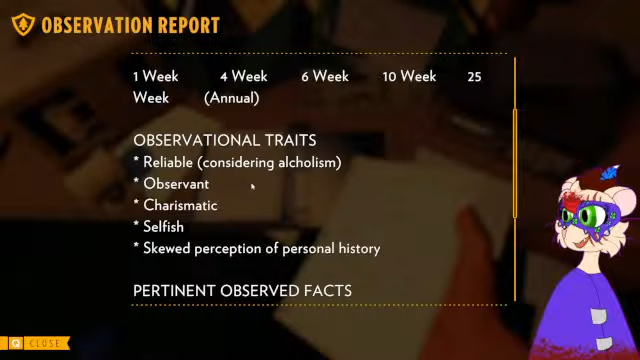 OBSERVATION REPORT
1 Week 4 Week 6 Week 10 Week 25
Week (Annual)
OBSERVATIONAL TRAITS
* Reliable (considering alcholism)
* Observant
* Charismatic
* Selfish
* Skewed perception of personal history
PERTINENT OBSERVED FACTS
Q CLOSE